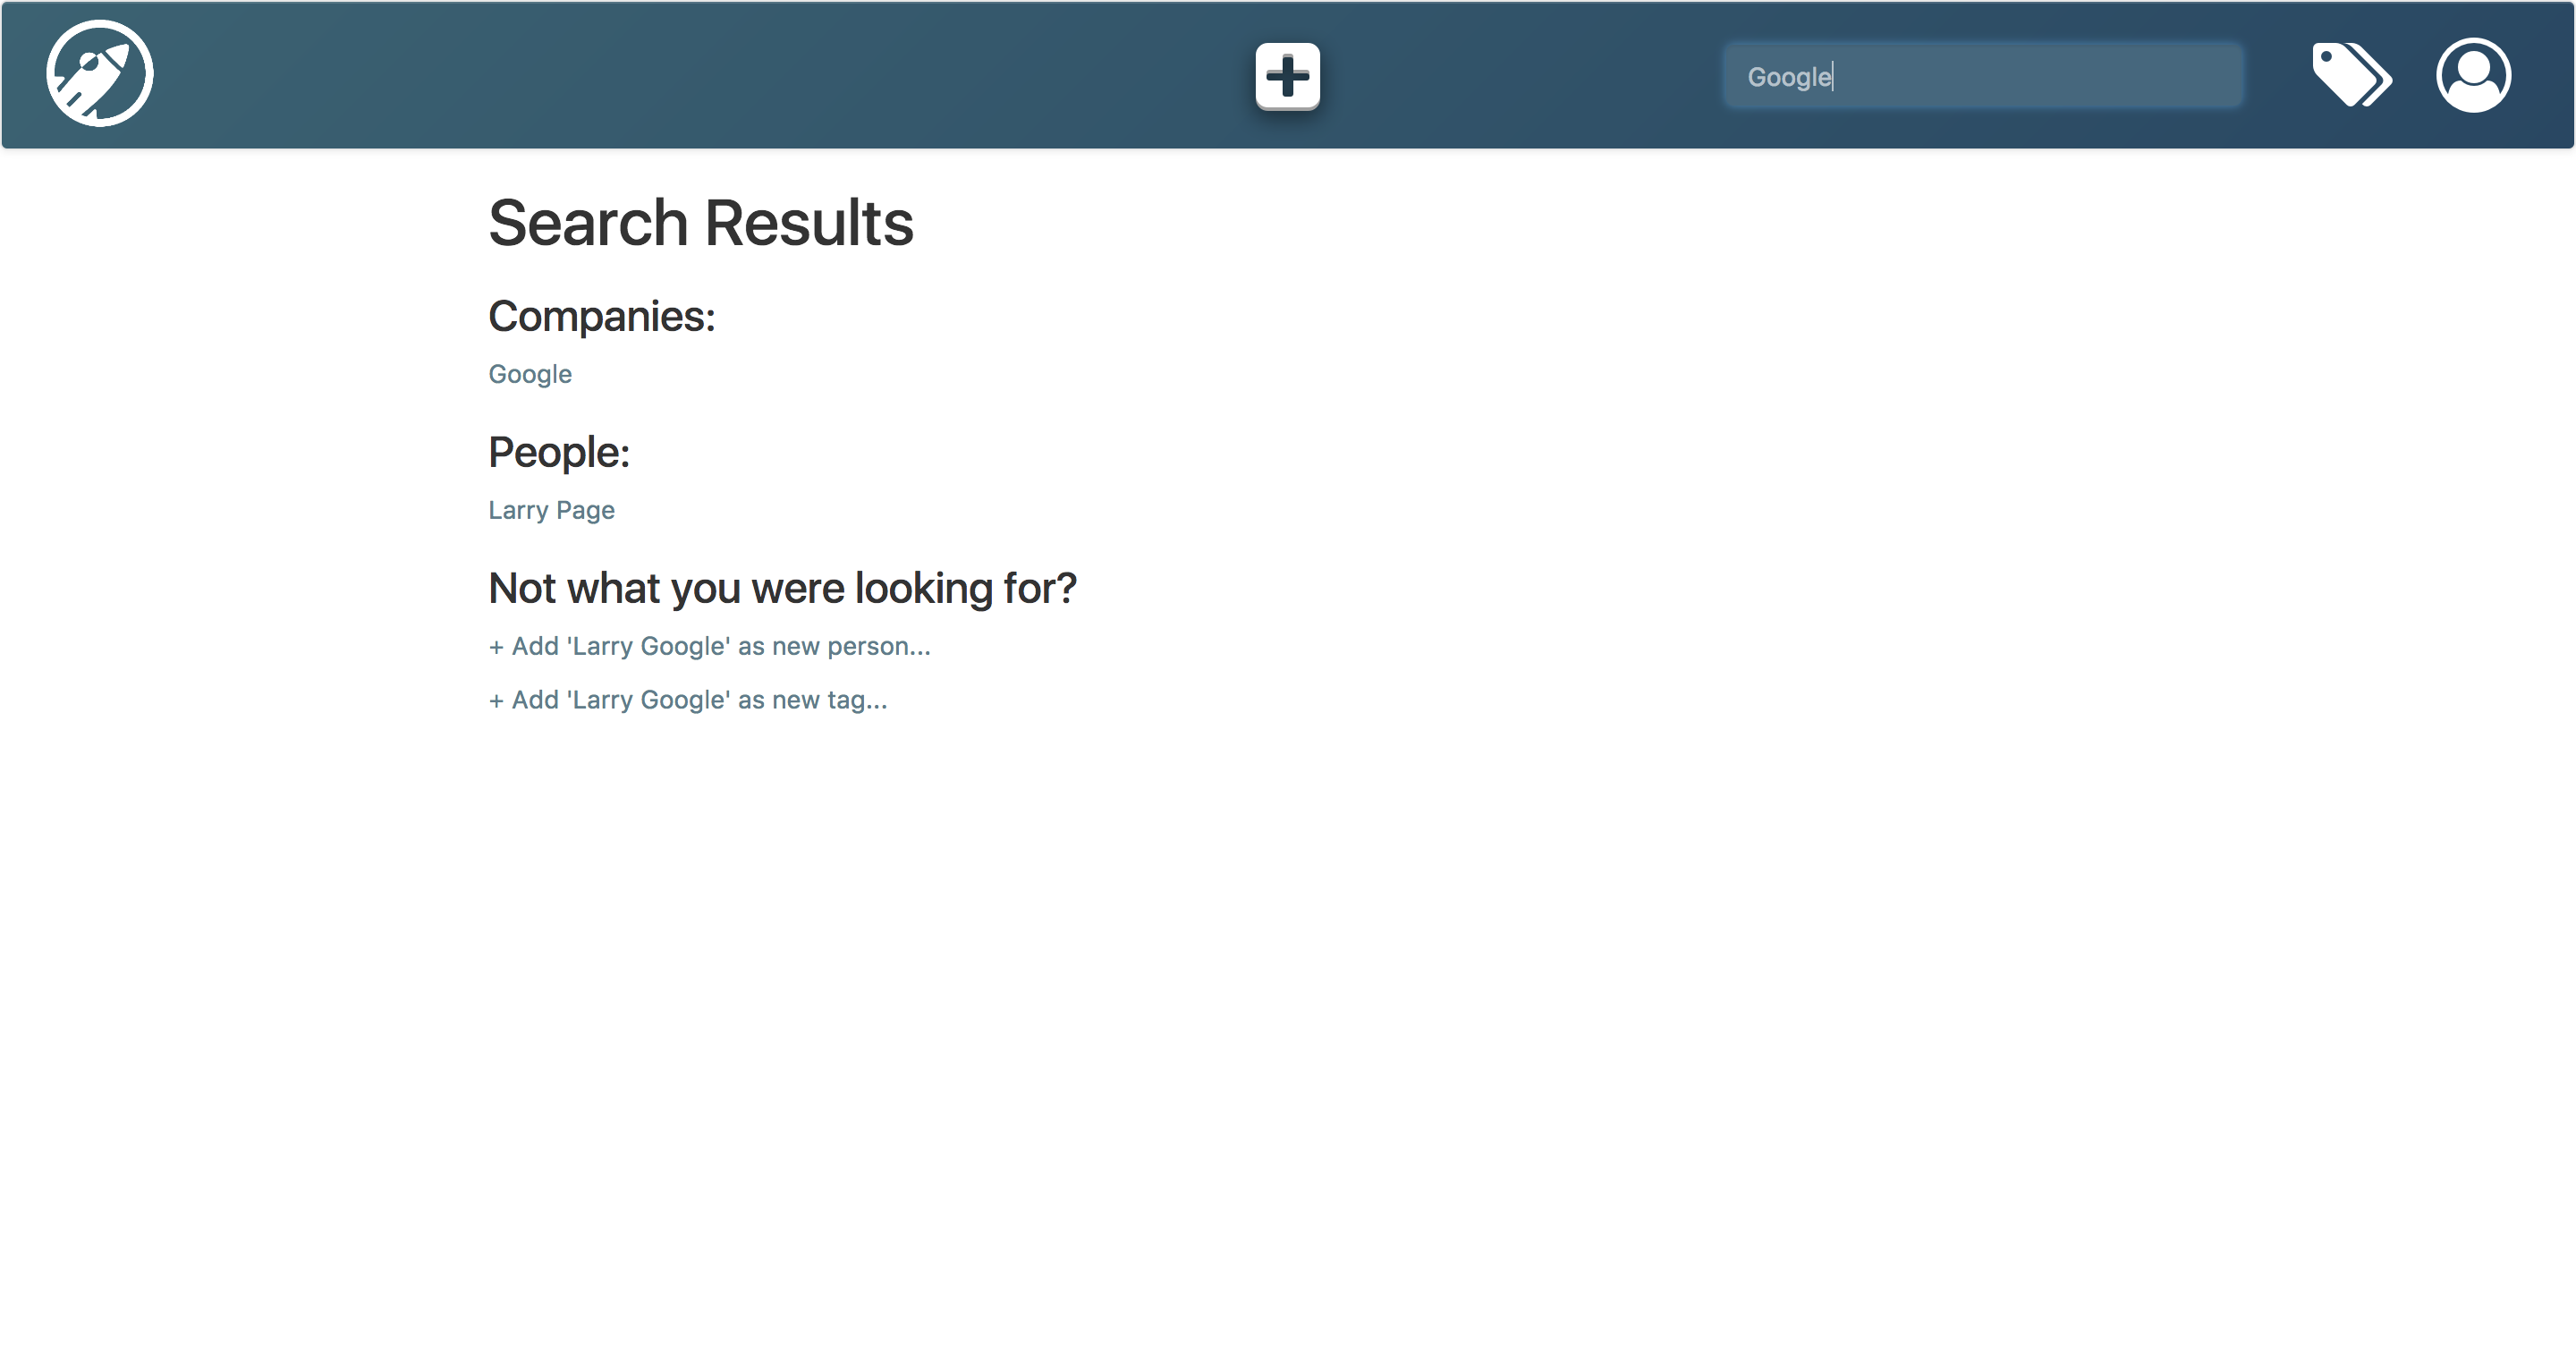 Google
Search Results
Companies:
Google
People:
Larry Page
Not what you were looking for?
+ Add 'Larry Google' as new person...
+ Add 'Larry Google' as new tag...